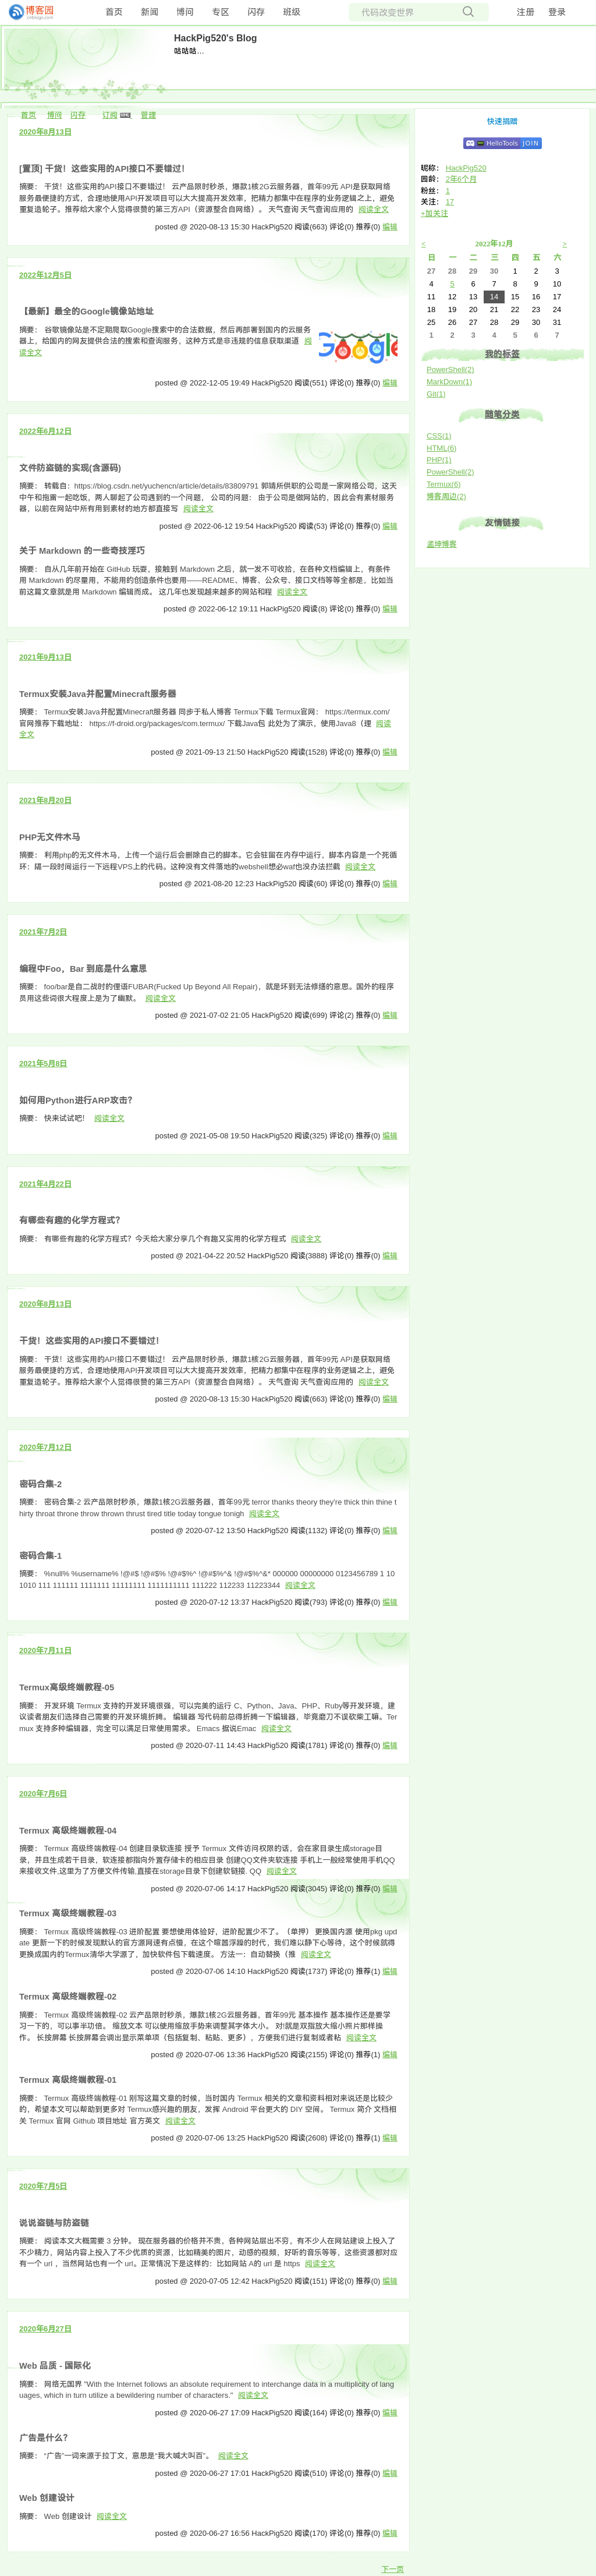 博客园
cnblogs.com
首页 新闻 博问 专区 闪存 班级
代码改变世界
注册 登录
HackPig520's Blog
咕咕咕…
首页 博问 闪存 订阅 管理
2020年8月13日
[置顶] 干货！这些实用的API接口不要错过！
摘要： 干货！这些实用的API接口不要错过！ 云产品限时秒杀，爆款1核2G云服务器，首年99元 API是获取网络
服务最便捷的方式，合理地使用API开发项目可以大大提高开发效率，把精力都集中在程序的业务逻辑之上，避免
重复造轮子。推荐给大家个人觉得很赞的第三方API（资源整合自网络）。 天气查询 天气查询应用的 阅读全文
posted @ 2020-08-13 15:30 HackPig520 阅读(663) 评论(0) 推荐(0) 编辑
2022年12月5日
【最新】最全的Google镜像站地址
摘要： 谷歌镜像站是不定期爬取Google搜索中的合法数据，然后再部署到国内的云服务
器上，给国内的网友提供合法的搜索和查询服务，这种方式是非违规的信息获取渠道 阅
读全文
Google
posted @ 2022-12-05 19:49 HackPig520 阅读(551) 评论(0) 推荐(0) 编辑
2022年6月12日
文件防盗链的实现(含源码)
摘要： 转载自：https://blog.csdn.net/yuchencn/article/details/83809791 郭靖所供职的公司是一家网络公司，这天
中午和拖雷一起吃饭，两人聊起了公司遇到的一个问题， 公司的问题： 由于公司是做网站的，因此会有素材服务
器，以前在网站中所有用到素材的地方都直接写 阅读全文
posted @ 2022-06-12 19:54 HackPig520 阅读(53) 评论(0) 推荐(0) 编辑
关于 Markdown 的一些奇技淫巧
摘要： 自从几年前开始在 GitHub 玩耍，接触到 Markdown 之后，就一发不可收拾，在各种文档编辑上，有条件
用 Markdown 的尽量用，不能用的创造条件也要用——README，博客、公众号、接口文档等等全都是，比如当
前这篇文章就是用 Markdown 编辑而成。 这几年也发现越来越多的网站和程 阅读全文
posted @ 2022-06-12 19:11 HackPig520 阅读(8) 评论(0) 推荐(0) 编辑
2021年9月13日
Termux安装Java并配置Minecraft服务器
摘要： Termux安装Java并配置Minecraft服务器 同步于私人博客 Termux下载 Termux官网： https://termux.com/
官网推荐下载地址： https://f-droid.org/packages/com.termux/ 下载Java包 此处为了演示，使用Java8（理 阅读
全文
posted @ 2021-09-13 21:50 HackPig520 阅读(1528) 评论(0) 推荐(0) 编辑
2021年8月20日
PHP无文件木马
摘要： 利用php的无文件木马，上传一个运行后会删除自己的脚本。它会驻留在内存中运行，脚本内容是一个死循
环：隔一段时间运行一下远程VPS上的代码。这种没有文件落地的webshell想必waf也没办法拦截 阅读全文
posted @ 2021-08-20 12:23 HackPig520 阅读(60) 评论(0) 推荐(0) 编辑
2021年7月2日
编程中Foo，Bar 到底是什么意思
摘要： foo/bar是自二战时的俚语FUBAR(Fucked Up Beyond All Repair)，就是坏到无法修缮的意思。国外的程序
员用这些词很大程度上是为了幽默。 阅读全文
posted @ 2021-07-02 21:05 HackPig520 阅读(699) 评论(2) 推荐(0) 编辑
2021年5月8日
如何用Python进行ARP攻击？
摘要： 快来试试吧！ 阅读全文
posted @ 2021-05-08 19:50 HackPig520 阅读(325) 评论(0) 推荐(0) 编辑
2021年4月22日
有哪些有趣的化学方程式？
摘要： 有哪些有趣的化学方程式？今天给大家分享几个有趣又实用的化学方程式 阅读全文
posted @ 2021-04-22 20:52 HackPig520 阅读(3888) 评论(0) 推荐(0) 编辑
2020年8月13日
干货！这些实用的API接口不要错过！
摘要： 干货！这些实用的API接口不要错过！ 云产品限时秒杀，爆款1核2G云服务器，首年99元 API是获取网络
服务最便捷的方式，合理地使用API开发项目可以大大提高开发效率，把精力都集中在程序的业务逻辑之上，避免
重复造轮子。推荐给大家个人觉得很赞的第三方API（资源整合自网络）。 天气查询 天气查询应用的 阅读全文
posted @ 2020-08-13 15:30 HackPig520 阅读(663) 评论(0) 推荐(0) 编辑
2020年7月12日
密码合集-2
摘要： 密码合集-2 云产品限时秒杀，爆款1核2G云服务器，首年99元 terror thanks theory they're thick thin thine t
hirty throat throne throw thrown thrust tired title today tongue tonigh 阅读全文
posted @ 2020-07-12 13:50 HackPig520 阅读(1132) 评论(0) 推荐(0) 编辑
密码合集-1
摘要： %null% %username% !@#$ !@#$% !@#$%^ !@#$%^& !@#$%^&* 000000 00000000 0123456789 1 10
1010 111 111111 1111111 11111111 1111111111 111222 112233 11223344 阅读全文
posted @ 2020-07-12 13:37 HackPig520 阅读(793) 评论(0) 推荐(0) 编辑
2020年7月11日
Termux高级终端教程-05
摘要： 开发环境 Termux 支持的开发环境很强，可以完美的运行 C、Python、Java、PHP、Ruby等开发环境，建
议读者朋友们选择自己需要的开发环境折腾。 编辑器 写代码前总得折腾一下编辑器，毕竟磨刀不误砍柴工嘛。Ter
mux 支持多种编辑器，完全可以满足日常使用需求。 Emacs 据说Emac 阅读全文
posted @ 2020-07-11 14:43 HackPig520 阅读(1781) 评论(0) 推荐(0) 编辑
2020年7月6日
Termux 高级终端教程-04
摘要： Termux 高级终端教程-04 创建目录软连接 授予 Termux 文件访问权限的话，会在家目录生成storage目
录，并且生成若干目录，软连接都指向外置存储卡的相应目录 创建QQ文件夹软连接 手机上一般经常使用手机QQ
来接收文件,这里为了方便文件传输,直接在storage目录下创建软链接. QQ 阅读全文
posted @ 2020-07-06 14:17 HackPig520 阅读(3045) 评论(0) 推荐(0) 编辑
Termux 高级终端教程-03
摘要： Termux 高级终端教程-03 进阶配置 要想使用体验好，进阶配置少不了。（单押） 更换国内源 使用pkg upd
ate 更新一下的时候发现默认的官方源网速有点慢，在这个喧嚣浮躁的时代，我们难以静下心等待，这个时候就得
更换成国内的Termux清华大学源了，加快软件包下载速度。 方法一：自动替换（推 阅读全文
posted @ 2020-07-06 14:10 HackPig520 阅读(1737) 评论(0) 推荐(1) 编辑
Termux 高级终端教程-02
摘要： Termux 高级终端教程-02 云产品限时秒杀，爆款1核2G云服务器，首年99元 基本操作 基本操作还是要学
习一下的，可以事半功倍。 缩放文本 可以使用缩放手势来调整其字体大小。 对!就是双指放大缩小照片那样操
作。 长按屏幕 长按屏幕会调出显示菜单项（包括复制、粘贴、更多），方便我们进行复制或者粘 阅读全文
posted @ 2020-07-06 13:36 HackPig520 阅读(2155) 评论(0) 推荐(1) 编辑
Termux 高级终端教程-01
摘要： Termux 高级终端教程-01 刚写这篇文章的时候，当时国内 Termux 相关的文章和资料相对来说还是比较少
的，希望本文可以帮助到更多对 Termux感兴趣的朋友，发挥 Android 平台更大的 DIY 空间。 Termux 简介 文档相
关 Termux 官网 Github 项目地址 官方英文 阅读全文
posted @ 2020-07-06 13:25 HackPig520 阅读(2608) 评论(0) 推荐(1) 编辑
2020年7月5日
说说盗链与防盗链
摘要： 阅读本文大概需要 3 分钟。 现在服务器的价格并不贵，各种网站层出不穷，有不少人在网站建设上投入了
不少精力，网站内容上投入了不少优质的资源，比如精美的图片，动感的视频，好听的音乐等等，这些资源都对应
有一个 url ，当然网站也有一个 url。正常情况下是这样的：比如网站 A的 url 是 https 阅读全文
posted @ 2020-07-05 12:42 HackPig520 阅读(151) 评论(0) 推荐(0) 编辑
2020年6月27日
Web 品质 - 国际化
摘要： 网络无国界 "With the Internet follows an absolute requirement to interchange data in a multiplicity of lang
uages, which in turn utilize a bewildering number of characters." 阅读全文
posted @ 2020-06-27 17:09 HackPig520 阅读(164) 评论(0) 推荐(0) 编辑
广告是什么？
摘要： “广告”一词来源于拉丁文，意思是“我大喊大叫百”。 阅读全文
posted @ 2020-06-27 17:01 HackPig520 阅读(510) 评论(0) 推荐(0) 编辑
Web 创建设计
摘要： Web 创建设计 阅读全文
posted @ 2020-06-27 16:56 HackPig520 阅读(170) 评论(0) 推荐(0) 编辑
下一页
快速捐赠
HelloTools JOIN
昵称： HackPig520
园龄： 2年6个月
粉丝： 1
关注： 17
+加关注
< 2022年12月 >
日 一 二 三 四 五 六
27 28 29 30 1 2 3
4 5 6 7 8 9 10
11 12 13 14 15 16 17
18 19 20 21 22 23 24
25 26 27 28 29 30 31
1 2 3 4 5 6 7
我的标签
PowerShell(2)
MarkDown(1)
Git(1)
随笔分类
CSS(1)
HTML(6)
PHP(1)
PowerShell(2)
Termux(6)
博客周边(2)
友情链接
孟坤博客